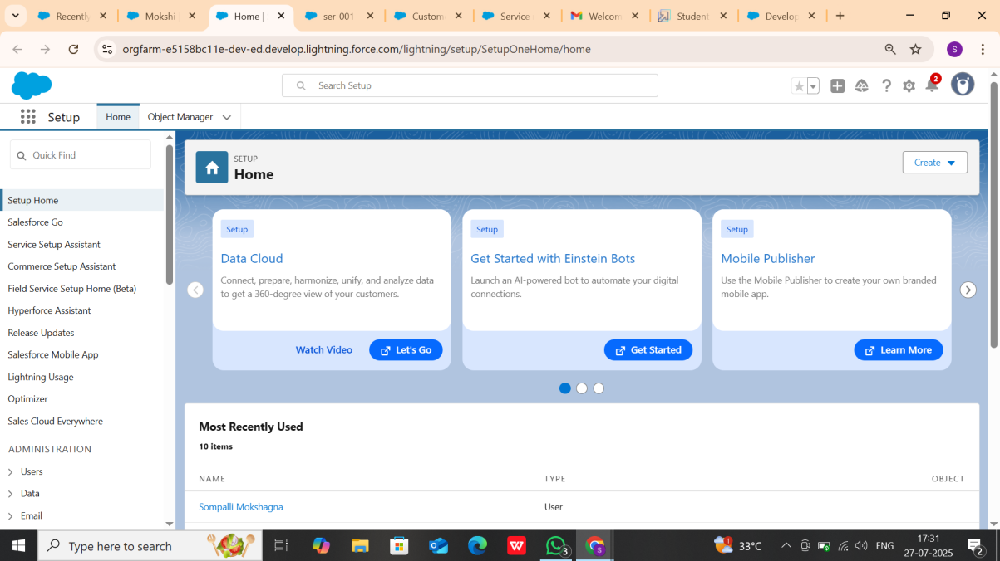 Recently
Mokshi
Home |
ser-001
Custom
Service
Welcom
Student
Develop
orgfarm-e5158bc11e-dev-ed.develop.lightning.force.com/lightning/setup/SetupOneHome/home
S
Search Setup
2
Setup
Home
Object Manager
Quick Find
SETUP
Home
Create
Setup Home
Salesforce Go
Service Setup Assistant
Commerce Setup Assistant
Field Service Setup Home (Beta)
Hyperforce Assistant
Release Updates
Salesforce Mobile App
Lightning Usage
Optimizer
Sales Cloud Everywhere
ADMINISTRATION
Users
Data
Email
Setup
Data Cloud
Connect, prepare, harmonize, unify, and analyze data
to get a 360-degree view of your customers.
Watch Video
Let's Go
Setup
Get Started with Einstein Bots
Launch an AI-powered bot to automate your digital
connections.
Get Started
Setup
Mobile Publisher
Use the Mobile Publisher to create your own branded
mobile app.
Learn More
Most Recently Used
10 items
NAME TYPE OBJECT
Sompalli Mokshagna User
Type here to search
W
3
S
1
33°C
ENG
17:31
27-07-2025
2